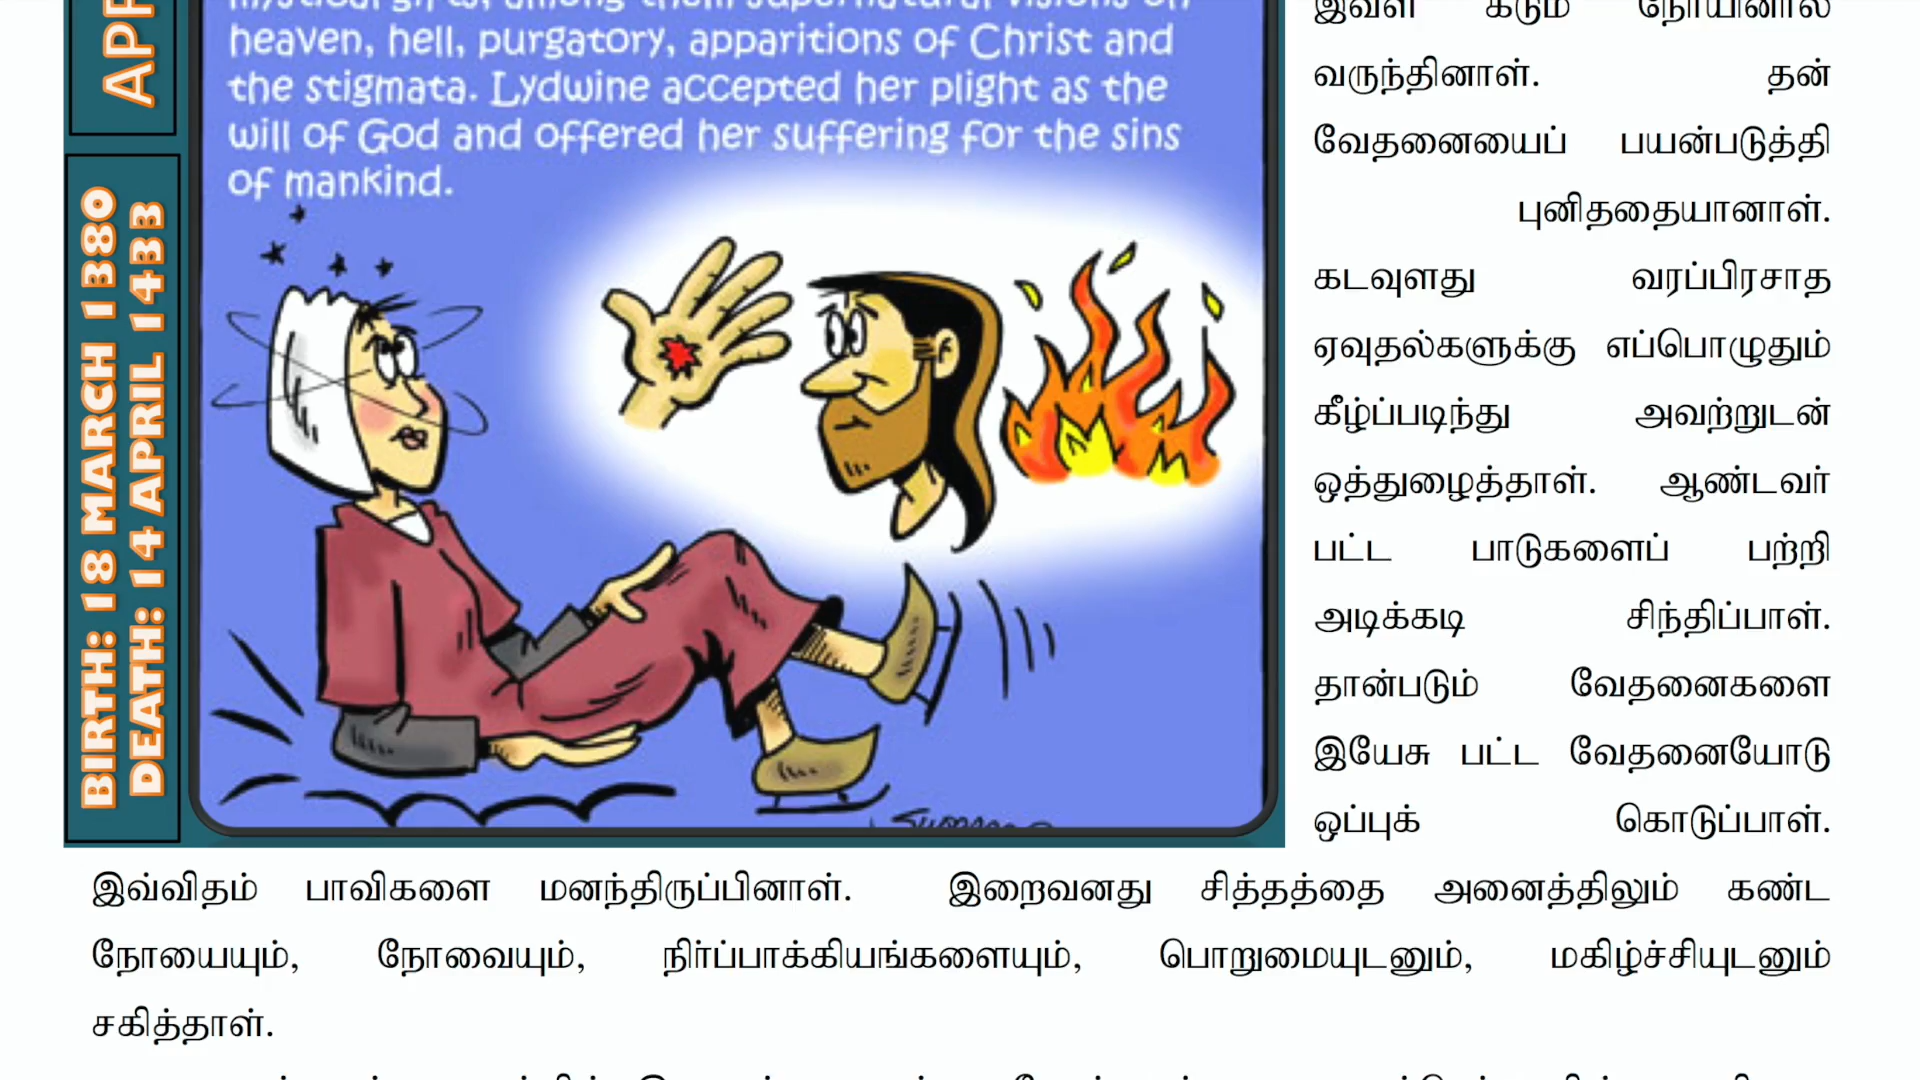 heaven, hell, purgatory, apparitions of Christ and
the stigmata. Lydwine accepted her plight as the
will of God and offered her suffering for the sins
of mankind.
BIRTH: 18 MARCH 1380
DEATH: 14 APRIL 1433
இவள் கடும் நோயினால்
வருந்தினாள். தன்
வேதனையைப் பயன்படுத்தி
புனிததையானாள்.
கடவுளது வரப்பிரசாத
ஏவுதல்களுக்கு எப்பொழுதும்
கீழ்ப்படிந்து அவற்றுடன்
ஒத்துழைத்தாள். ஆண்டவர்
பட்ட பாடுகளைப் பற்றி
அடிக்கடி சிந்திப்பாள்.
தான்படும் வேதனைகளை
இயேசு பட்ட வேதனையோடு
ஒப்புக் கொடுப்பாள்.
இவ்விதம் பாவிகளை மனந்திருப்பினாள். இறைவனது சித்தத்தை அனைத்திலும் கண்ட
நோயையும், நோவையும், நிர்ப்பாக்கியங்களையும், பொறுமையுடனும், மகிழ்ச்சியுடனும்
சகித்தாள்.